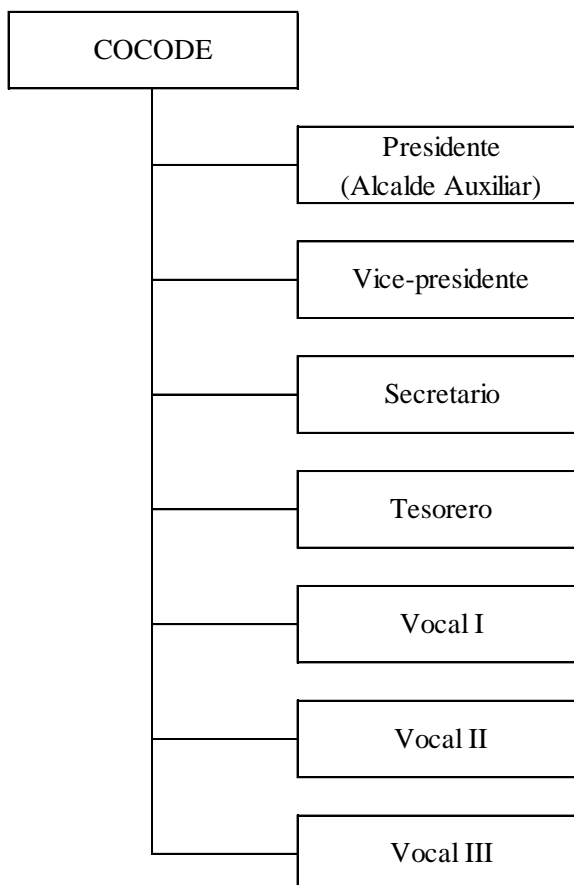 COCODE
Presidente
(Alcalde Auxiliar)
Vice-presidente
Secretario
Tesorero
Vocal I
Vocal II
Vocal III